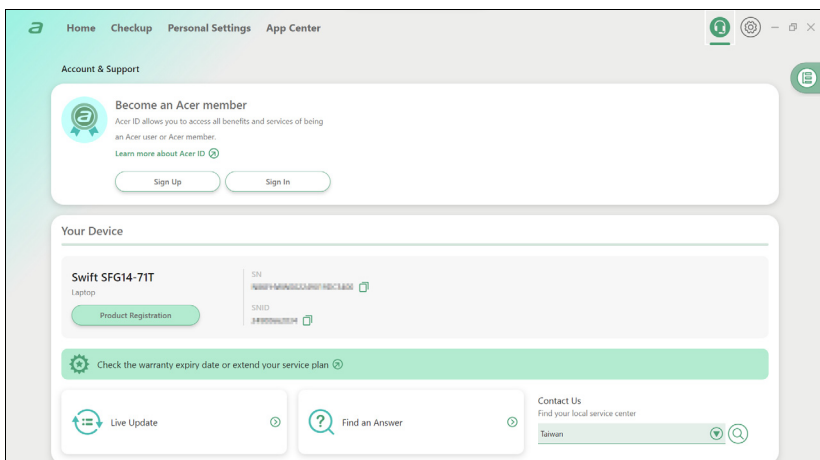 a Home Checkup Personal Settings App Center
Account & Support
Become an Acer member
Acer ID allows you to access all benefits and services of being
an Acer user or Acer member.
Learn more about Acer ID
Sign Up Sign In
Your Device
Swift SFG14-71T
Laptop
Product Registration
SN
SNID
Check the warranty expiry date or extend your service plan
Live Update
Find an Answer
Contact Us
Find your local service center
Taiwan